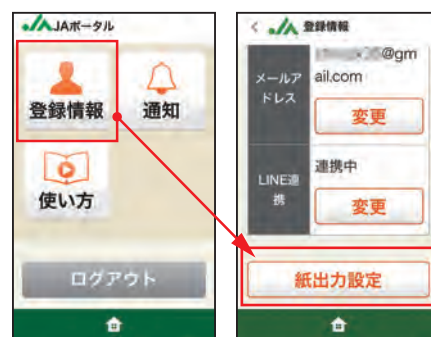 JAポータル
登録情報
通知
使い方
ログアウト
登録情報
メールア
ドレス
@gm
ail.com
変更
LINE連
携
連携中
変更
紙出力設定